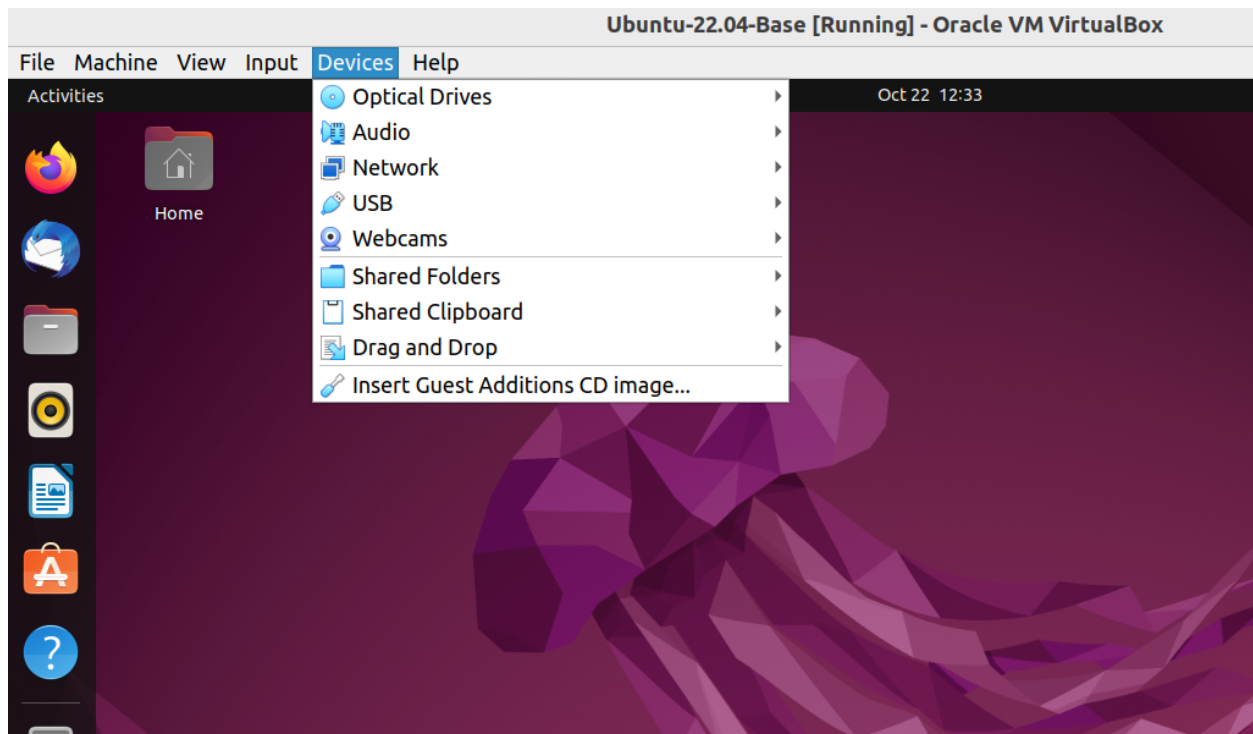 Ubuntu-22.04-Base [Running] - Oracle VM VirtualBox
File Machine View Input Devices Help
Activities
Oct 22 12:33
Optical Drives
Audio
Network
USB
Webcams
Shared Folders
Shared Clipboard
Drag and Drop
Insert Guest Additions CD image...
Home